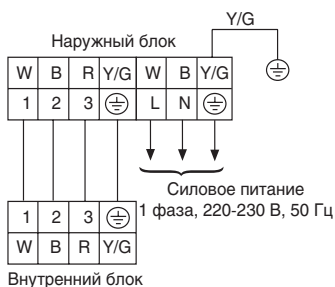 Y/G
Наружный блок
W B R Y/G W B Y/G
1 2 3 L N
Силовое питание
1 фаза, 220-230 В, 50 Гц
1 2 3
W B R Y/G
Внутренний блок